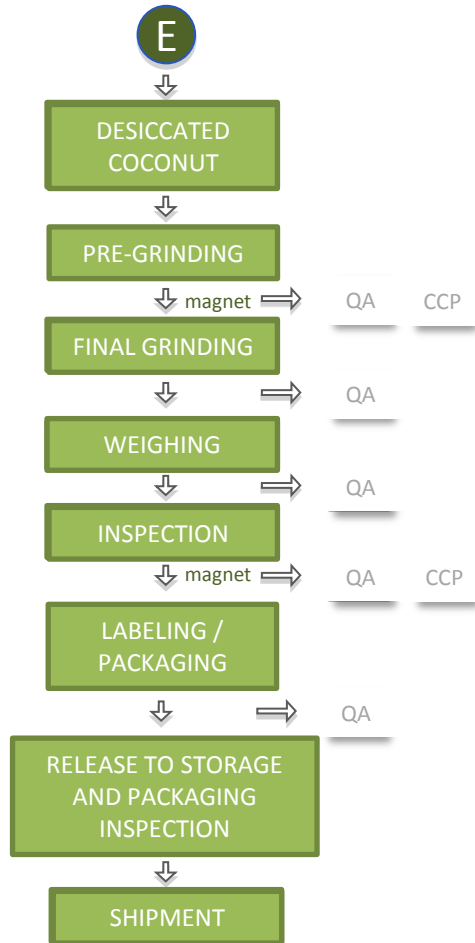 E
DESICCATED
COCONUT
PRE-GRINDING
magnet QA CCP
FINAL GRINDING
QA
WEIGHING
QA
INSPECTION
magnet QA CCP
LABELING /
PACKAGING
QA
RELEASE TO STORAGE
AND PACKAGING
INSPECTION
SHIPMENT